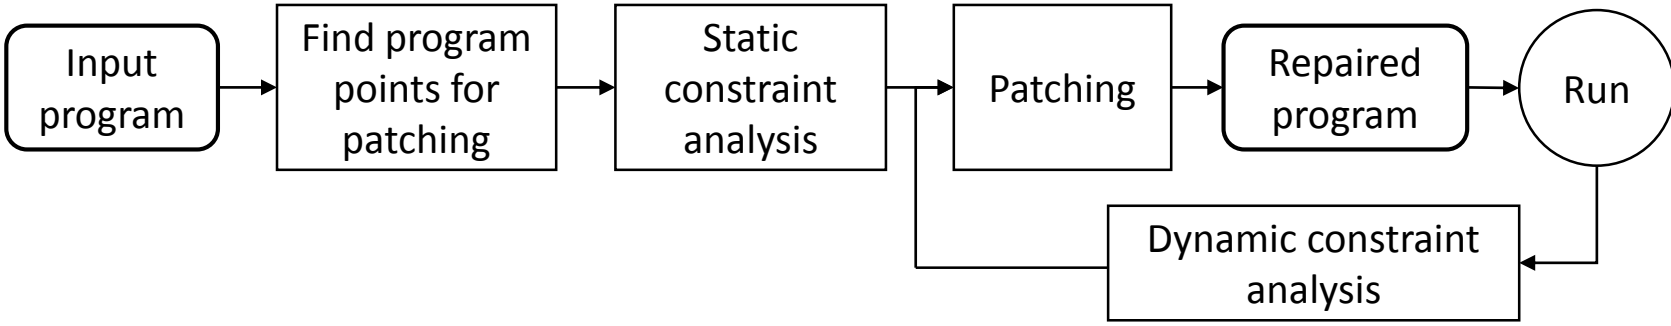 Input
program
Find program
points for
patching
Static
constraint
analysis
Patching
Repaired
program
Run
Dynamic constraint
analysis